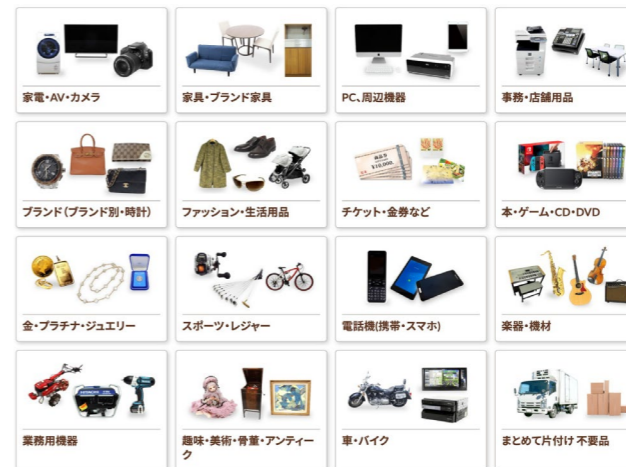 家電・AV・カメラ
家具・ブランド家具
PC、周辺機器
事務・店舗用品
ブランド（ブランド別・時計）
ファッション・生活用品
チケット・金券など
本・ゲーム・CD・DVD
金・プラチナ・ジュエリー
スポーツ・レジャー
電話機(携帯・スマホ)
楽器・機材
業務用機器
趣味・美術・骨董・アンティー
ク
車・バイク
まとめて片付け 不要品